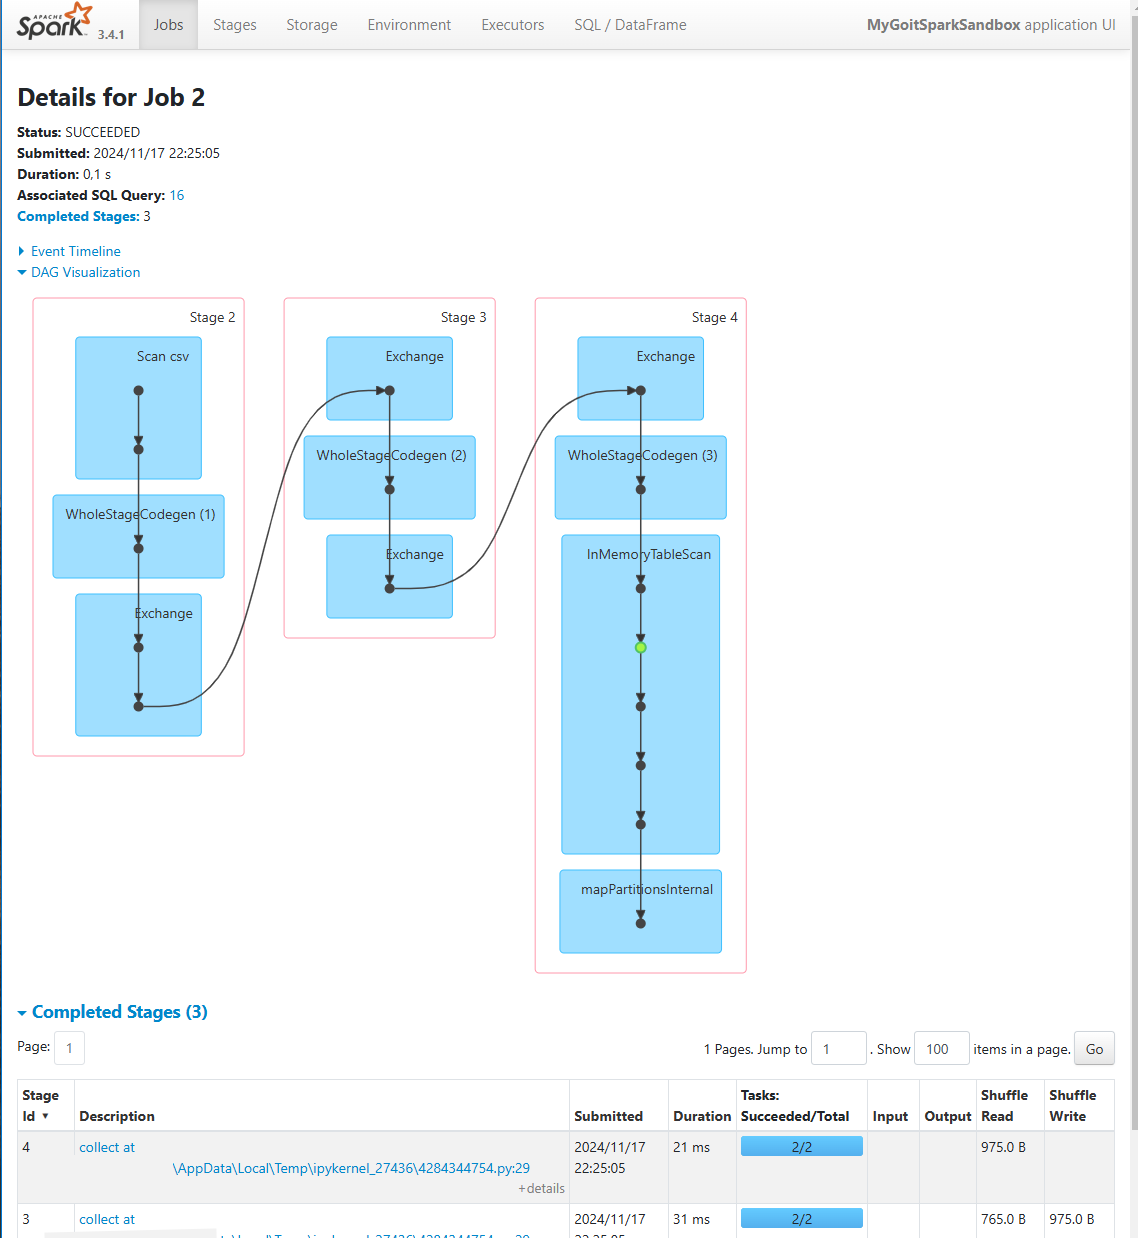 APACHE
Spark 3.4.1 Jobs Stages Storage Environment Executors SQL / DataFrame MyGoitSparkSandbox application UI
Details for Job 2
Status: SUCCEEDED
Submitted: 2024/11/17 22:25:05
Duration: 0,1 s
Associated SQL Query: 16
Completed Stages: 3
Event Timeline
DAG Visualization
Stage 2
Scan csv
WholeStageCodegen (1)
Exchange
Stage 3
Exchange
WholeStageCodegen (2)
Exchange
Stage 4
Exchange
WholeStageCodegen (3)
InMemoryTableScan
mapPartitionsInternal
Completed Stages (3)
Page: 1
1 Pages. Jump to 1 . Show 100 items in a page. Go
Stage Id ▾ Description Submitted Duration Tasks: Succeeded/Total Input Output Shuffle Read Shuffle Write
4 collect at 2024/11/17 21 ms 2/2 975.0 B
\AppData\Local\Temp\ipykernel_27436\4284344754.py:29 22:25:05
+details
3 collect at 2024/11/17 31 ms 2/2 765.0 B 975.0 B